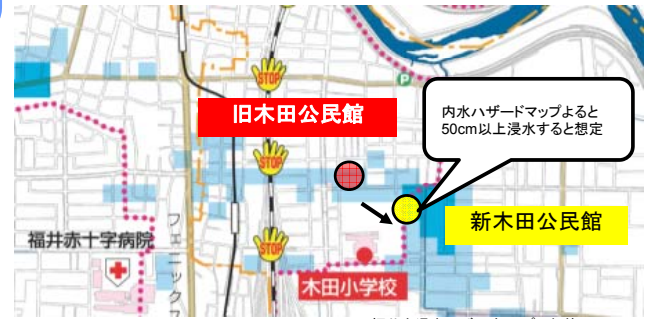 STOP
P
旧木田公民館
内水ハザードマップよると
50cm以上浸水すると想定
STOP
新木田公民館
福井赤十字病院
フェニックス
STOP
木田小学校